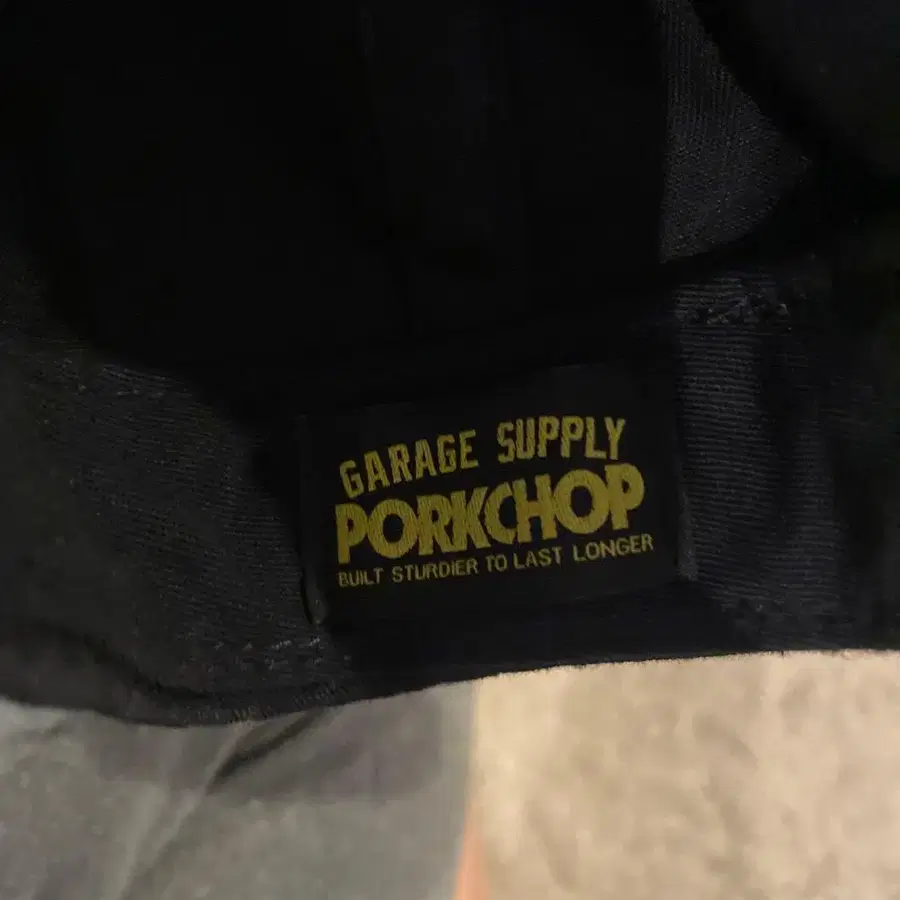 GARAGE SUPPLY
PORKCHOP
BUILT STURDIER TO LAST LONGER